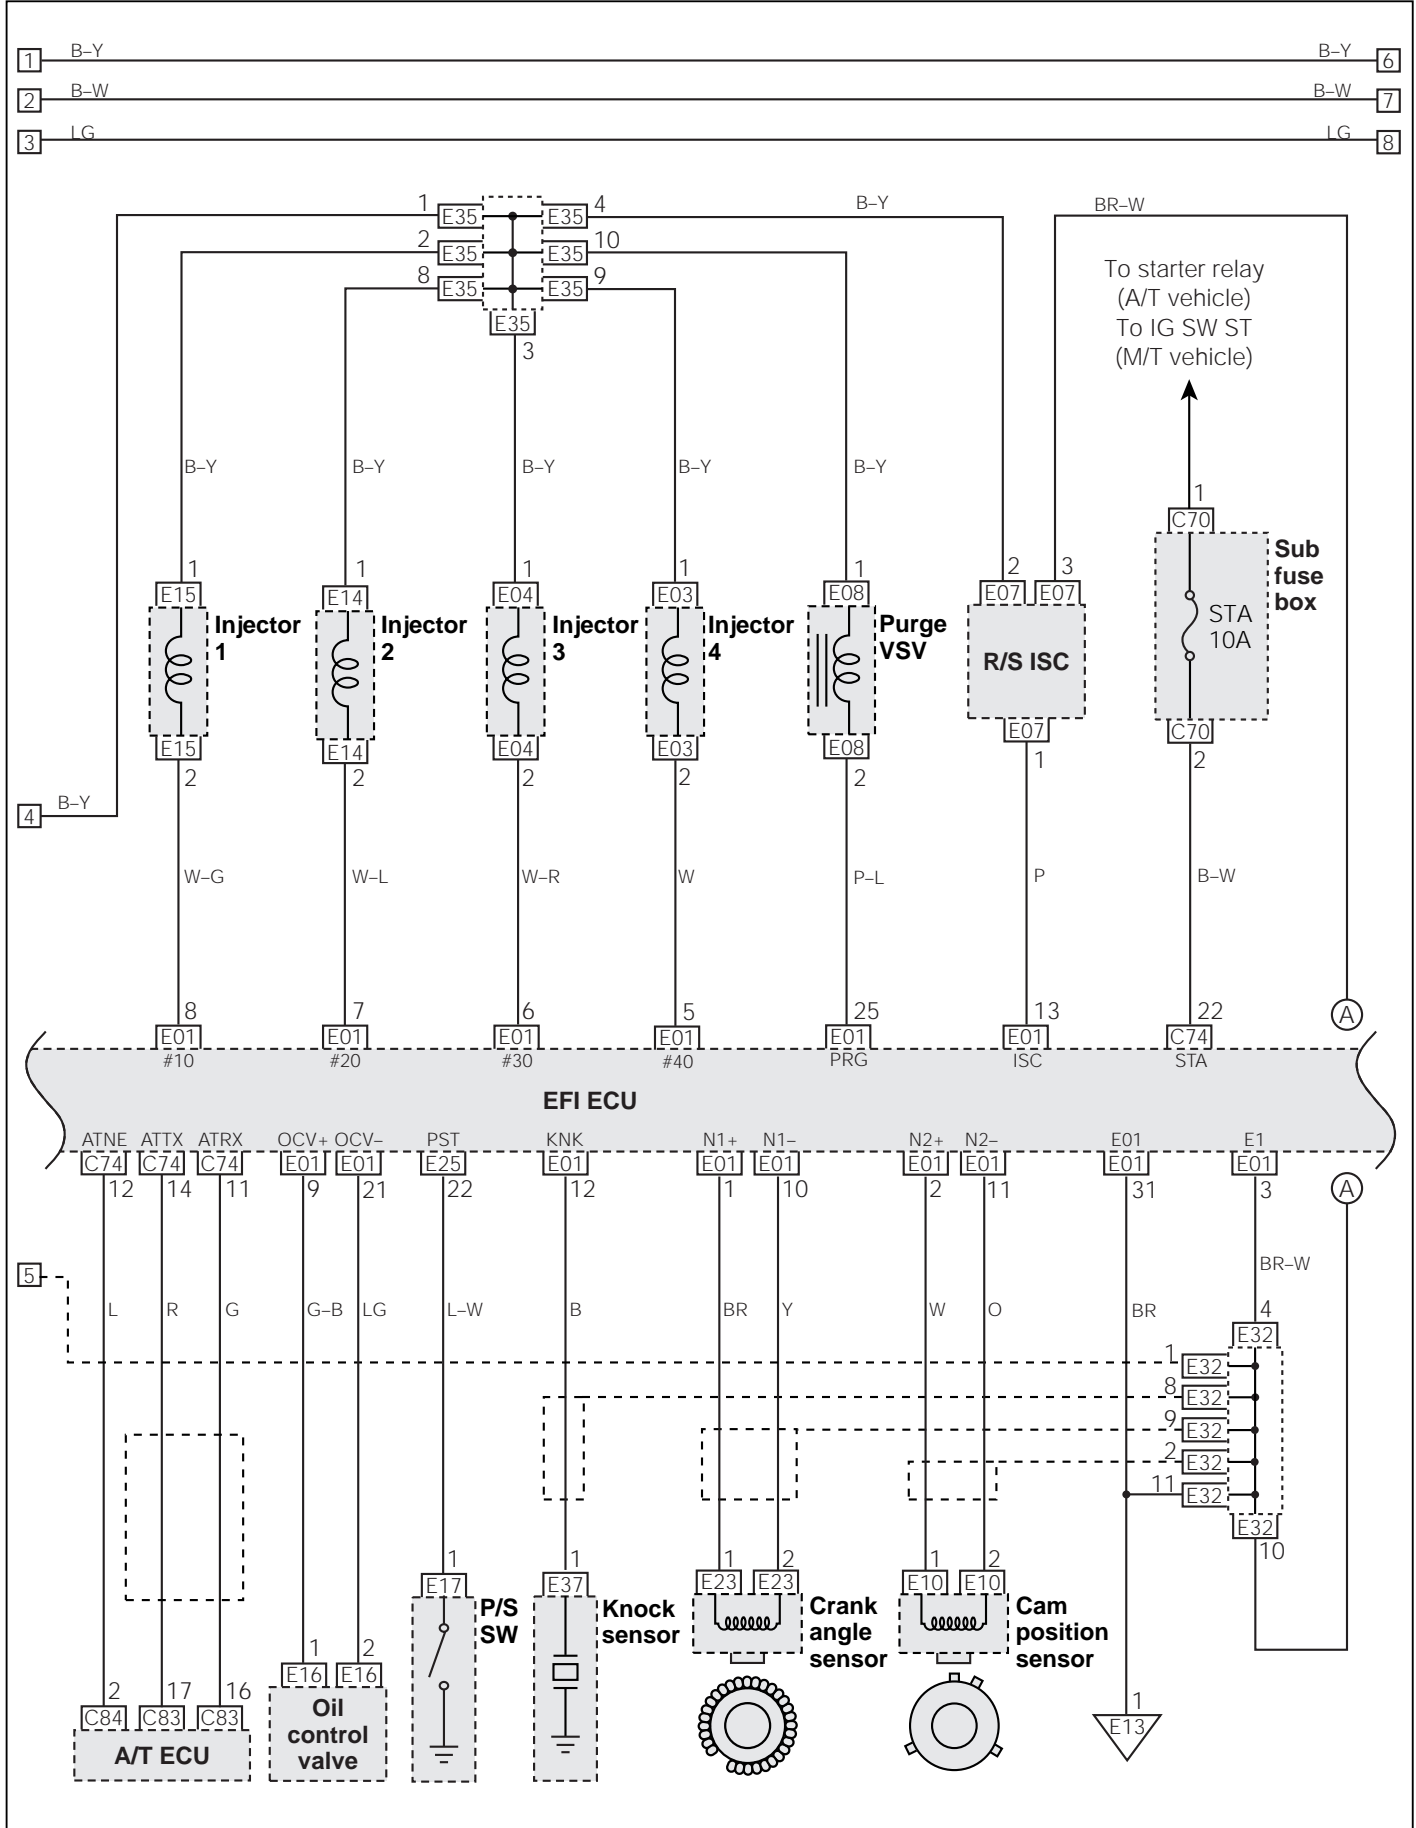 B–Y B–Y
1 6
B–W B–W
2 7
LG LG
3 8
1 E35 E35 4 B–Y BR–W
2 E35 E35 10
8 E35 E35 9
E35
3
To starter relay
(A/T vehicle)
To IG SW ST
(M/T vehicle)
B–Y B–Y B–Y B–Y B–Y
1
C70
1 1 1 1 1 2 3
E15 E14 E04 E03 E08 E07 E07
Injector
1
Injector
2
Injector
3
Injector
4
Purge
VSV
R/S ISC
STA
10A
Sub
fuse
box
E15 E14 E04 E03 E08 E07 C70
2 2 2 2 2 1 2
4 B–Y
W–G W–L W–R W P–L P B–W
8 7 6 5 25 13 22
E01 E01 E01 E01 E01 E01 C74 A
#10 #20 #30 #40 PRG ISC STA
EFI ECU
ATNE ATTX ATRX OCV+ OCV– PST KNK N1+ N1– N2+ N2– E01 E1
C74 C74 C74 E01 E01 E25 E01 E01 E01 E01 E01 E01 E01
12 14 11 9 21 22 12 1 10 2 11 31 3 A
5
BR–W
L R G G–B LG L–W B BR Y W O BR
4
E32
1 E32
8 E32
9 E32
2 E32
11 E32
E32
10
1 1 1 2 1 2
E17 E37 E23 E23 E10 E10
P/S
SW
Knock
sensor
Crank
angle
sensor
Cam
position
sensor
1 2
E16 E16
Oil
control
valve
2 17 16
C84 C83 C83
A/T ECU
1
E13